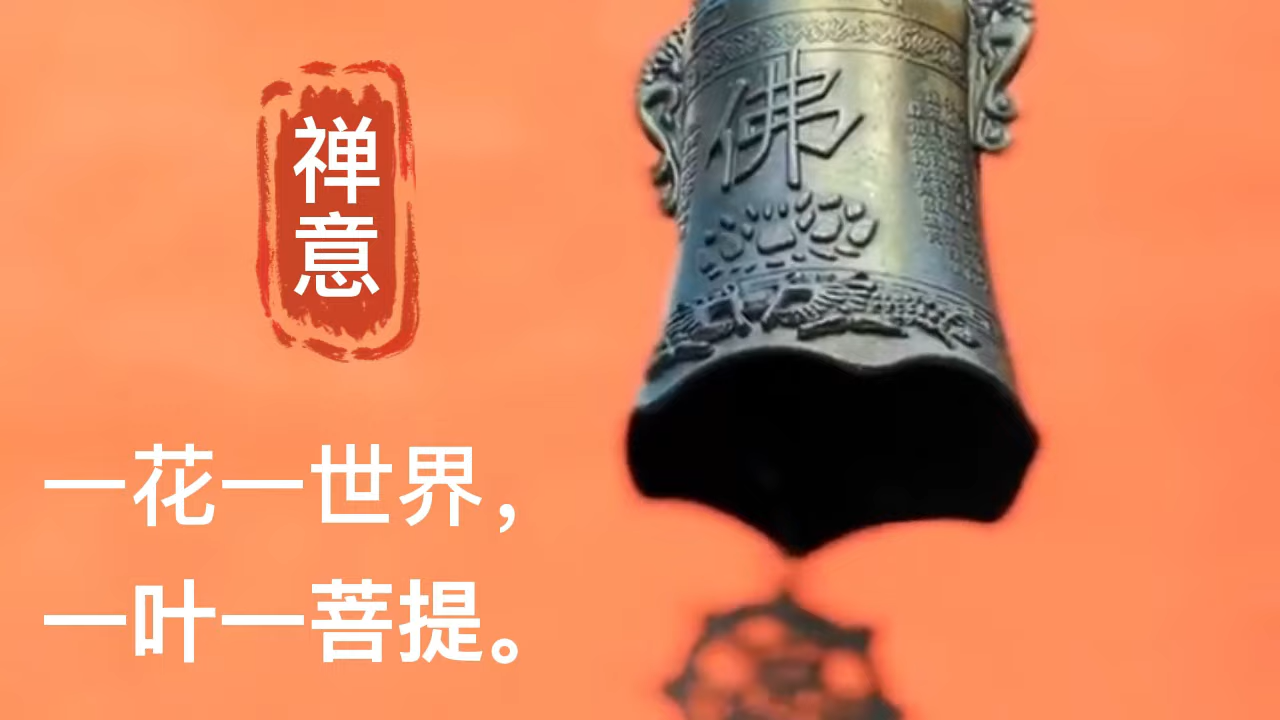 禅意
一花一世界，
一叶一菩提。
佛